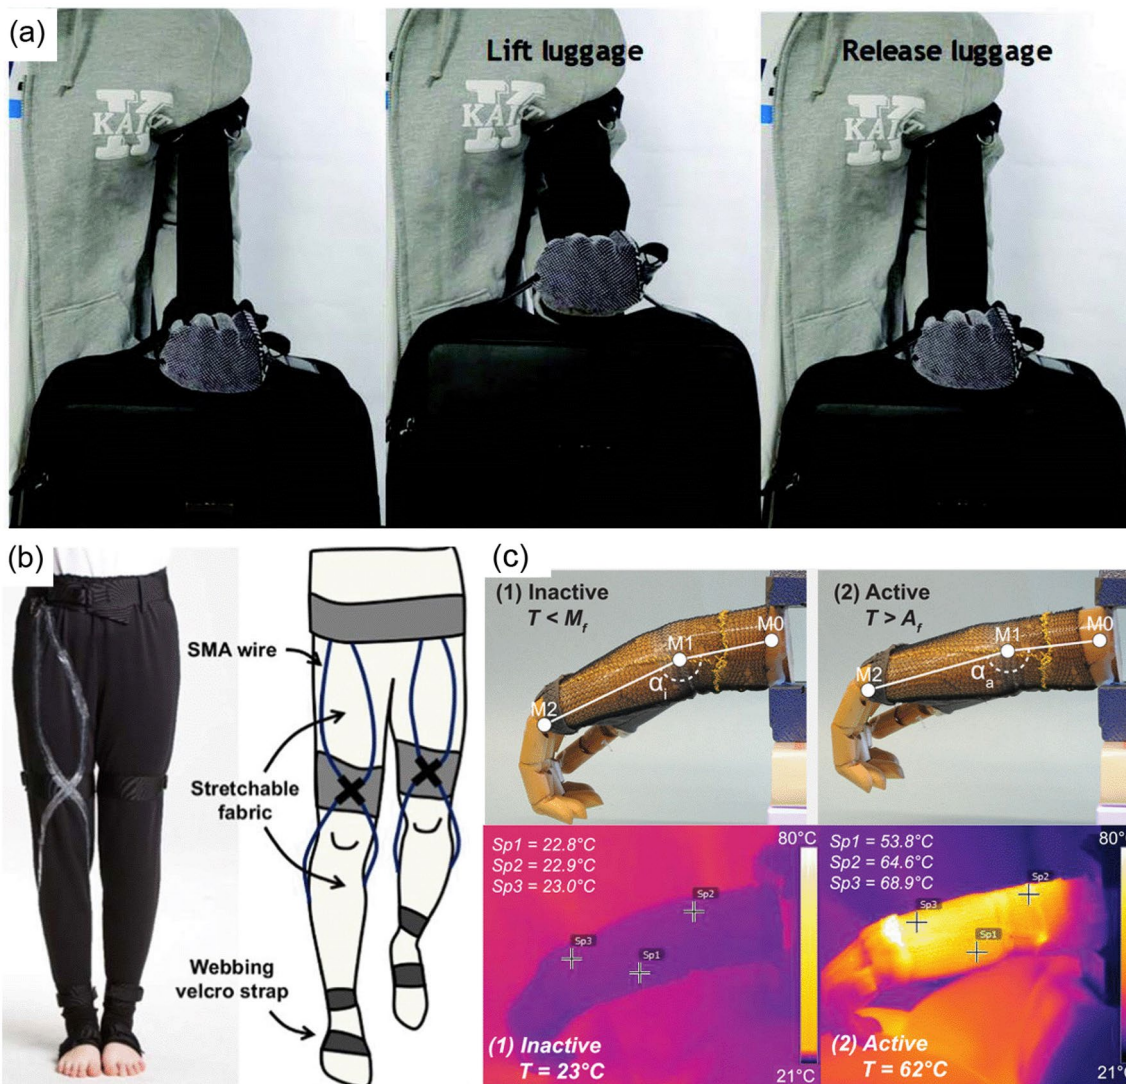 (a)
Lift luggage
Release luggage
KAI
KAI
KAI
(b)
SMA wire
Stretchable
fabric
Webbing
velcro strap
(c)
(1) Inactive
T < Mf
M0
M1
αi
M2
(2) Active
T > Af
M0
M1
αa
M2
Sp1 = 22.8°C
Sp2 = 22.9°C
Sp3 = 23.0°C
80°C
Sp2
Sp3
Sp1
(1) Inactive
T = 23°C
21°C
Sp1 = 53.8°C
Sp2 = 64.6°C
Sp3 = 68.9°C
80°
Sp2
Sp3
Sp1
(2) Active
T = 62°C
21°C